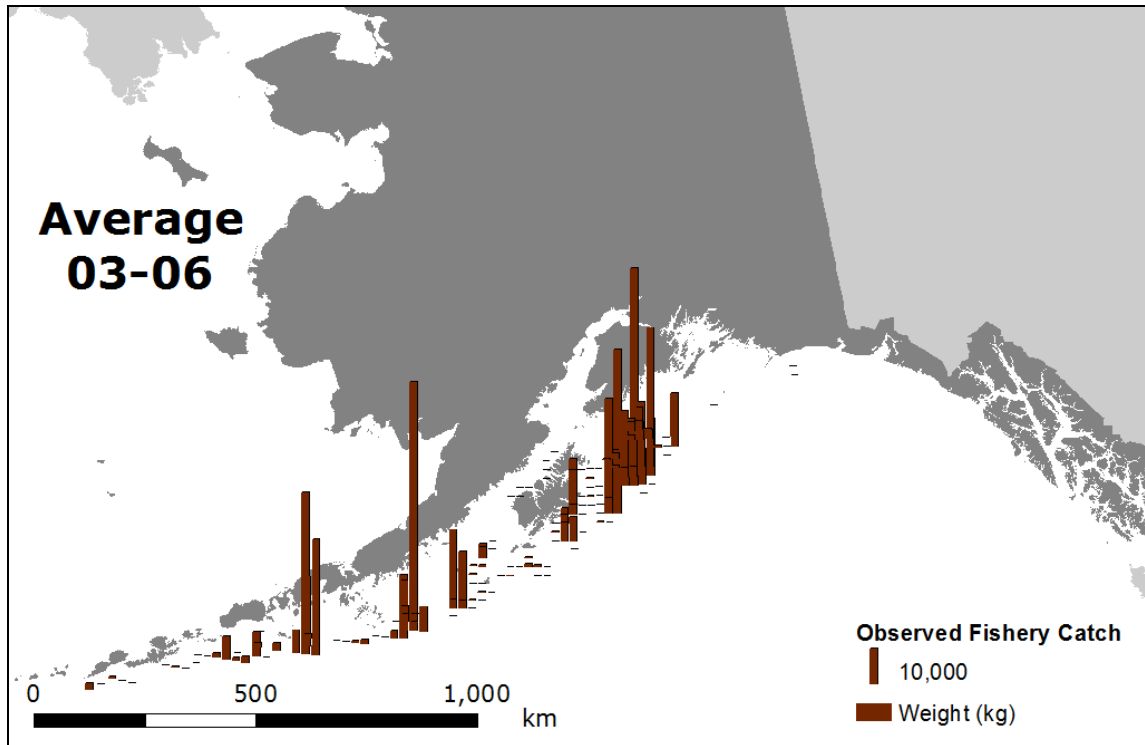 Average
03-06
Observed Fishery Catch
10,000
Weight (kg)
0 500 1,000
km